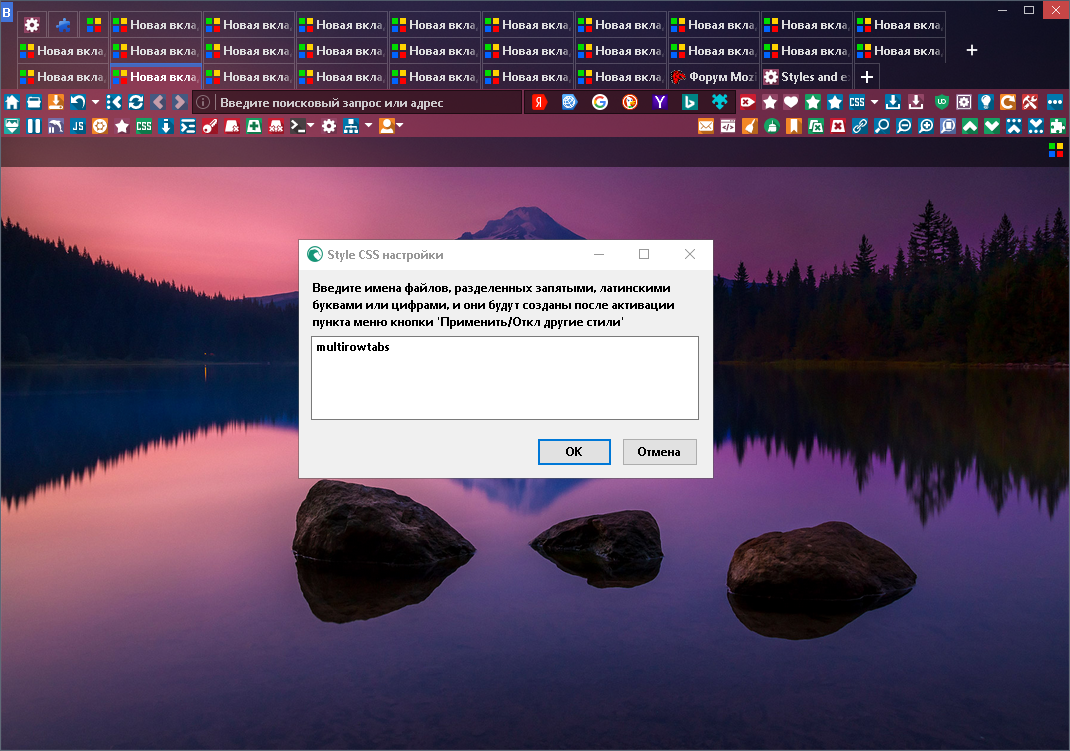 B
Новая вкла Новая вкла Новая вкла Новая вкла Новая вкла Новая вкла Новая вкла Новая вкла Новая вкла
Новая вкла Новая вкла Новая вкла Новая вкла Новая вкла Новая вкла Новая вкла Новая вкла Новая вкла Новая вкла
Новая вкла Новая вкла Новая вкла Новая вкла Новая вкла Новая вкла Новая вкла Форум Mozi Styles and e
Введите поисковый запрос или адрес Я G Y b CSS UD
JS CSS
Style CSS настройки
Введите имена файлов, разделенных запятыми, латинскими
буквами или цифрами, и они будут созданы после активации
пункта меню кнопки 'Применить/Откл другие стили'
multirowtabs
OK Отмена